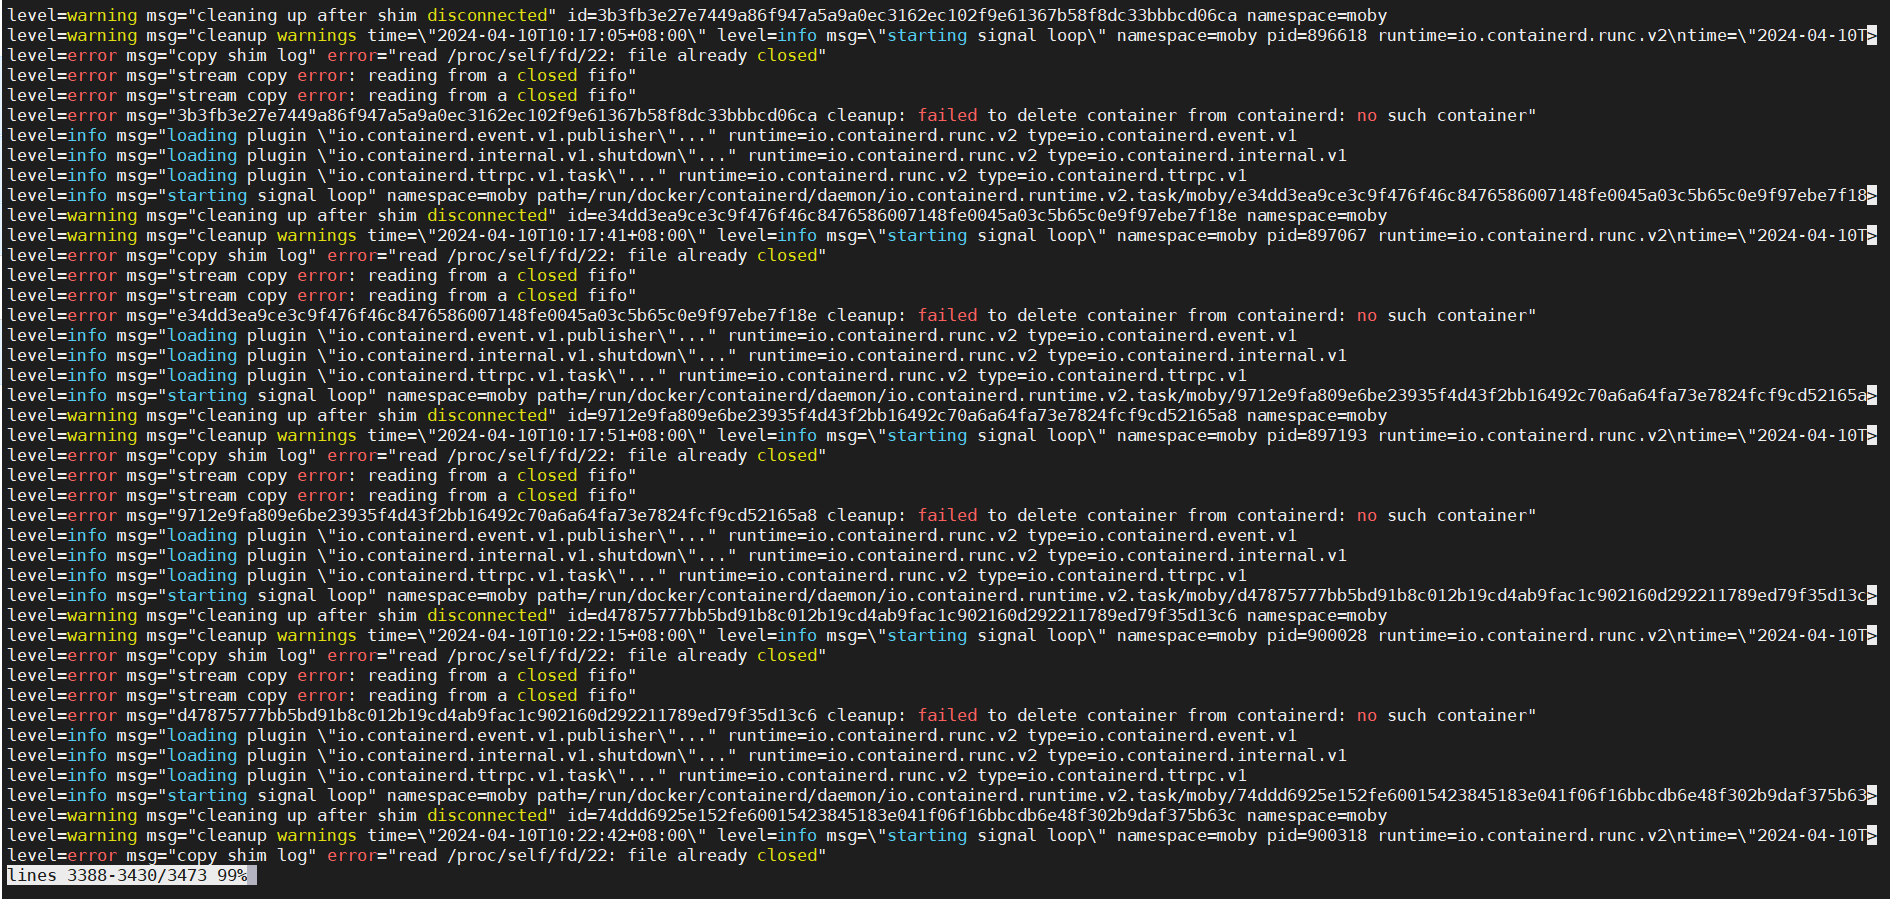 level=warning msg="cleaning up after shim disconnected" id=3b3fb3e27e7449a86f947a5a9a0ec3162ec102f9e61367b58f8dc33bbbcd06ca namespace=moby
level=warning msg="cleanup warnings time=\"2024-04-10T10:17:05+08:00\" level=info msg=\"starting signal loop\" namespace=moby pid=896618 runtime=io.containerd.runc.v2\ntime=\"2024-04-10T>
level=error msg="copy shim log" error="read /proc/self/fd/22: file already closed"
level=error msg="stream copy error: reading from a closed fifo"
level=error msg="stream copy error: reading from a closed fifo"
level=error msg="3b3fb3e27e7449a86f947a5a9a0ec3162ec102f9e61367b58f8dc33bbbcd06ca cleanup: failed to delete container from containerd: no such container"
level=info msg="loading plugin \"io.containerd.event.v1.publisher\"..." runtime=io.containerd.runc.v2 type=io.containerd.event.v1
level=info msg="loading plugin \"io.containerd.internal.v1.shutdown\"..." runtime=io.containerd.runc.v2 type=io.containerd.internal.v1
level=info msg="loading plugin \"io.containerd.ttrpc.v1.task\"..." runtime=io.containerd.runc.v2 type=io.containerd.ttrpc.v1
level=info msg="starting signal loop" namespace=moby path=/run/docker/containerd/daemon/io.containerd.runtime.v2.task/moby/e34dd3ea9ce3c9f476f46c8476586007148fe0045a03c5b65c0e9f97ebe7f18>
level=warning msg="cleaning up after shim disconnected" id=e34dd3ea9ce3c9f476f46c8476586007148fe0045a03c5b65c0e9f97ebe7f18e namespace=moby
level=warning msg="cleanup warnings time=\"2024-04-10T10:17:41+08:00\" level=info msg=\"starting signal loop\" namespace=moby pid=897067 runtime=io.containerd.runc.v2\ntime=\"2024-04-10T>
level=error msg="copy shim log" error="read /proc/self/fd/22: file already closed"
level=error msg="stream copy error: reading from a closed fifo"
level=error msg="stream copy error: reading from a closed fifo"
level=error msg="e34dd3ea9ce3c9f476f46c8476586007148fe0045a03c5b65c0e9f97ebe7f18e cleanup: failed to delete container from containerd: no such container"
level=info msg="loading plugin \"io.containerd.event.v1.publisher\"..." runtime=io.containerd.runc.v2 type=io.containerd.event.v1
level=info msg="loading plugin \"io.containerd.internal.v1.shutdown\"..." runtime=io.containerd.runc.v2 type=io.containerd.internal.v1
level=info msg="loading plugin \"io.containerd.ttrpc.v1.task\"..." runtime=io.containerd.runc.v2 type=io.containerd.ttrpc.v1
level=info msg="starting signal loop" namespace=moby path=/run/docker/containerd/daemon/io.containerd.runtime.v2.task/moby/9712e9fa809e6be23935f4d43f2bb16492c70a6a64fa73e7824fcf9cd52165a>
level=warning msg="cleaning up after shim disconnected" id=9712e9fa809e6be23935f4d43f2bb16492c70a6a64fa73e7824fcf9cd52165a8 namespace=moby
level=warning msg="cleanup warnings time=\"2024-04-10T10:17:51+08:00\" level=info msg=\"starting signal loop\" namespace=moby pid=897193 runtime=io.containerd.runc.v2\ntime=\"2024-04-10T>
level=error msg="copy shim log" error="read /proc/self/fd/22: file already closed"
level=error msg="stream copy error: reading from a closed fifo"
level=error msg="stream copy error: reading from a closed fifo"
level=error msg="9712e9fa809e6be23935f4d43f2bb16492c70a6a64fa73e7824fcf9cd52165a8 cleanup: failed to delete container from containerd: no such container"
level=info msg="loading plugin \"io.containerd.event.v1.publisher\"..." runtime=io.containerd.runc.v2 type=io.containerd.event.v1
level=info msg="loading plugin \"io.containerd.internal.v1.shutdown\"..." runtime=io.containerd.runc.v2 type=io.containerd.internal.v1
level=info msg="loading plugin \"io.containerd.ttrpc.v1.task\"..." runtime=io.containerd.runc.v2 type=io.containerd.ttrpc.v1
level=info msg="starting signal loop" namespace=moby path=/run/docker/containerd/daemon/io.containerd.runtime.v2.task/moby/d47875777bb5bd91b8c012b19cd4ab9fac1c902160d292211789ed79f35d13c>
level=warning msg="cleaning up after shim disconnected" id=d47875777bb5bd91b8c012b19cd4ab9fac1c902160d292211789ed79f35d13c6 namespace=moby
level=warning msg="cleanup warnings time=\"2024-04-10T10:22:15+08:00\" level=info msg=\"starting signal loop\" namespace=moby pid=900028 runtime=io.containerd.runc.v2\ntime=\"2024-04-10T>
level=error msg="copy shim log" error="read /proc/self/fd/22: file already closed"
level=error msg="stream copy error: reading from a closed fifo"
level=error msg="stream copy error: reading from a closed fifo"
level=error msg="d47875777bb5bd91b8c012b19cd4ab9fac1c902160d292211789ed79f35d13c6 cleanup: failed to delete container from containerd: no such container"
level=info msg="loading plugin \"io.containerd.event.v1.publisher\"..." runtime=io.containerd.runc.v2 type=io.containerd.event.v1
level=info msg="loading plugin \"io.containerd.internal.v1.shutdown\"..." runtime=io.containerd.runc.v2 type=io.containerd.internal.v1
level=info msg="loading plugin \"io.containerd.ttrpc.v1.task\"..." runtime=io.containerd.runc.v2 type=io.containerd.ttrpc.v1
level=info msg="starting signal loop" namespace=moby path=/run/docker/containerd/daemon/io.containerd.runtime.v2.task/moby/74ddd6925e152fe60015423845183e041f06f16bbcdb6e48f302b9daf375b63>
level=warning msg="cleaning up after shim disconnected" id=74ddd6925e152fe60015423845183e041f06f16bbcdb6e48f302b9daf375b63c namespace=moby
level=warning msg="cleanup warnings time=\"2024-04-10T10:22:42+08:00\" level=info msg=\"starting signal loop\" namespace=moby pid=900318 runtime=io.containerd.runc.v2\ntime=\"2024-04-10T>
level=error msg="copy shim log" error="read /proc/self/fd/22: file already closed"
lines 3388-3430/3473 99%